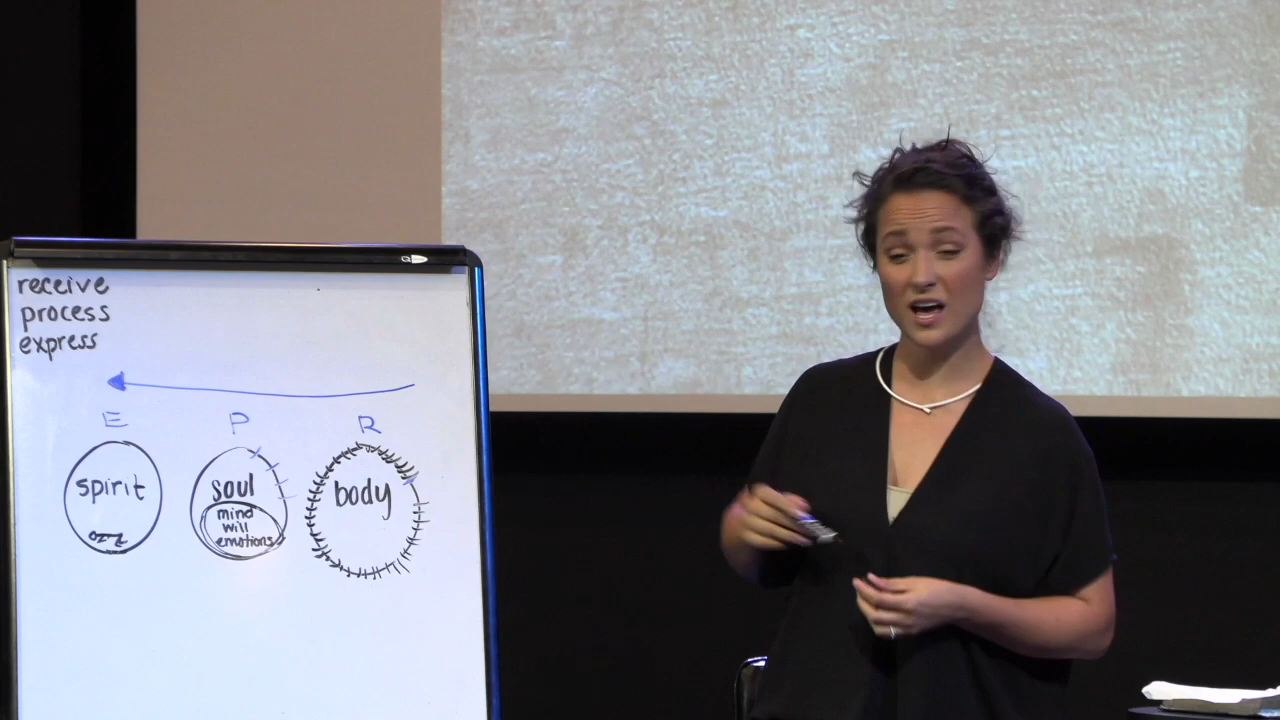 receive
process
express
E P R
spirit
soul
mind
will
emotions
body